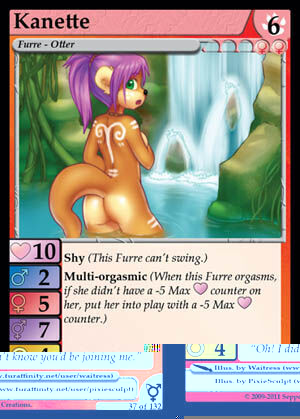 Kanette
6
Furre - Otter
10
Shy (This Furre can't swing.)
2
Multi-orgasmic (When this Furre orgasms,
if she didn't have a -5 Max counter on
5
her, put her into play with a -5 Max
7
counter.)
't know you'd be joining me."
4
"Oh! I did
w.furaffinity.net/user/waitress)
Illus. by Waitress (ww
www.furaffinity.net/user/pixiesculpt)
Illus. by PixieSculpt (
Creations.
37 of 132
© 2009-2011 Sepp